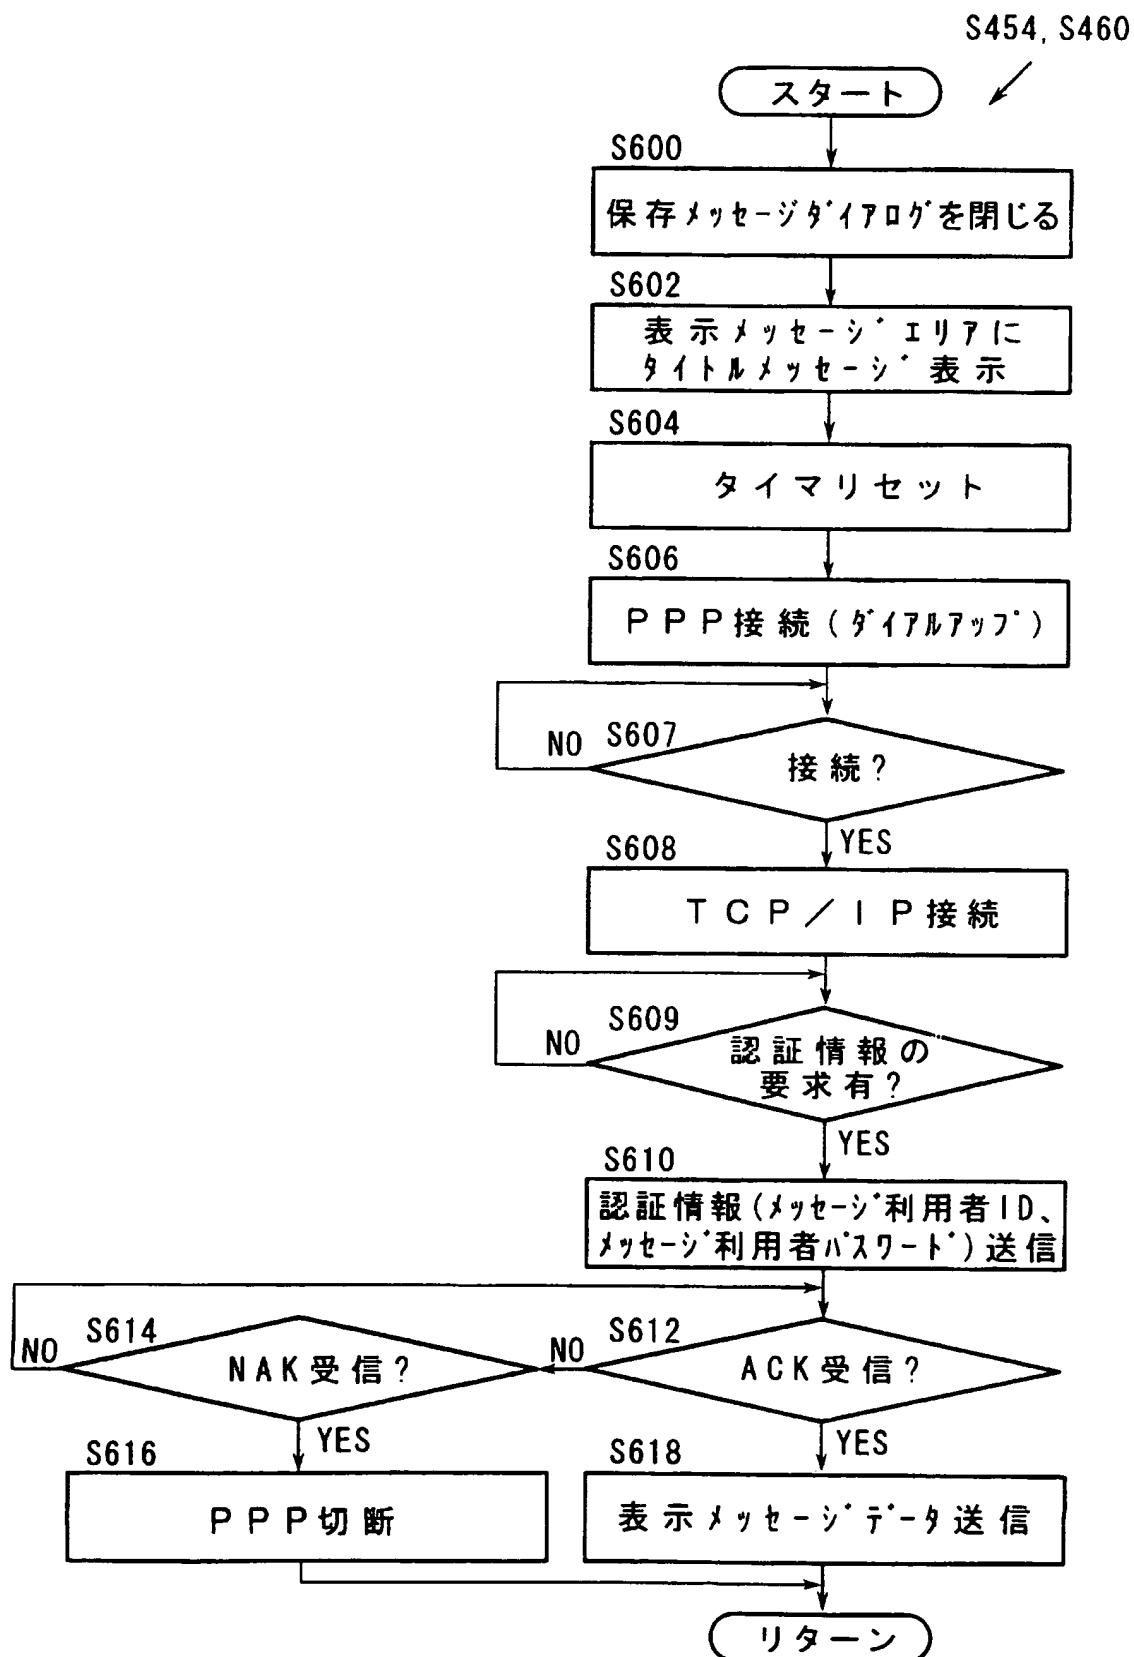 S454, S460
スタート
S600
保存メッセージダイアログを閉じる
S602
表示メッセージエリアに
タイトルメッセージ表示
S604
タイマリセット
S606
PPP接続(ダイアルアップ)
S607
NO
接続?
YES
S608
TCP/IP接続
S609
NO
認証情報の
要求有?
YES
S610
認証情報(メッセージ利用者ID、
メッセージ利用者パスワード)送信
S614
NO
NAK受信?
S612
NO
ACK受信?
YES
YES
S616
PPP切断
S618
表示メッセージデータ送信
リターン